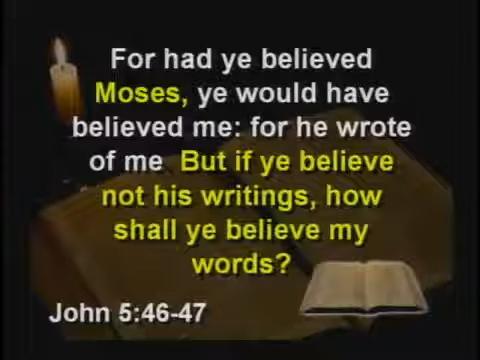 For had ye believed
Moses, ye would have
believed me: for he wrote
of me But if ye believe
not his writings, how
shall ye believe my
words?
John 5:46-47